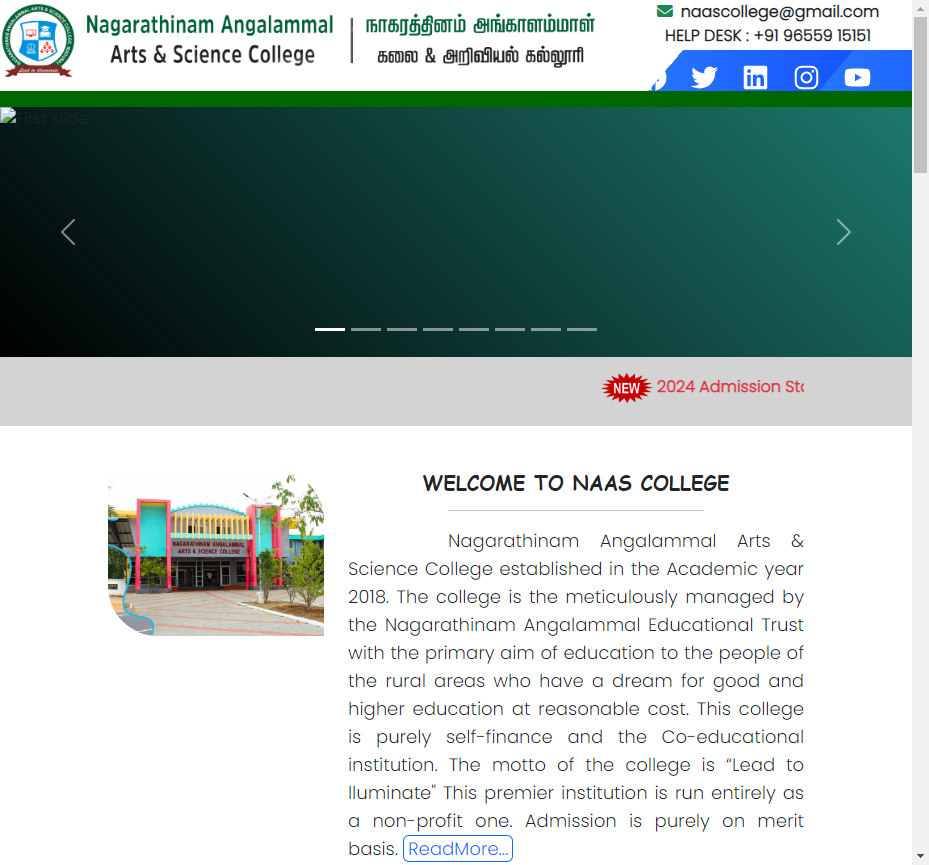 Nagarathinam Angalammal
Arts & Science College
நாகரத்தினம் அங்காளம்மாள்
கலை & அறிவியல் கல்லூரி
naascollege@gmail.com
HELP DESK : +91 96559 15151
First slide
NEW 2024 Admission Sta
NAGARATHINAM ANGALAMMAL
ARTS & SCIENCE COLLEGE
WELCOME TO NAAS COLLEGE
Nagarathinam Angalammal Arts &
Science College established in the Academic year
2018. The college is the meticulously managed by
the Nagarathinam Angalammal Educational Trust
with the primary aim of education to the people of
the rural areas who have a dream for good and
higher education at reasonable cost. This college
is purely self-finance and the Co-educational
institution. The motto of the college is “Lead to
lluminate" This premier institution is run entirely as
a non-profit one. Admission is purely on merit
basis. ReadMore...